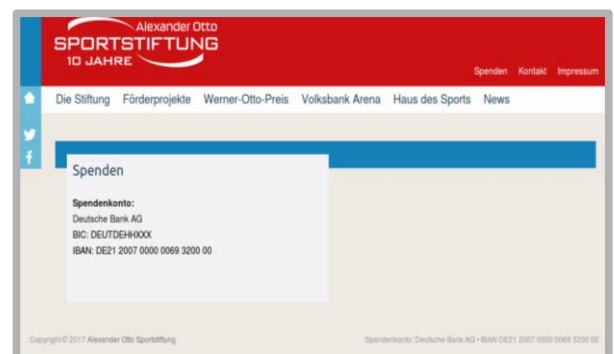 Alexander Otto
SPORTSTIFTUNG
10 JAHRE
Spenden Kontakt Impressum
Die Stiftung Förderprojekte Werner-Otto-Preis Volksbank Arena Haus des Sports News
Spenden
Spendenkonto:
Deutsche Bank AG
BIC: DEUTDEHHXXX
IBAN: DE21 2007 0000 0069 3200 00
Copyright © 2017 Alexander Otto Sportstiftung
Spendenkonto: Deutsche Bank AG • IBAN DE21 2007 0000 0069 3200 00